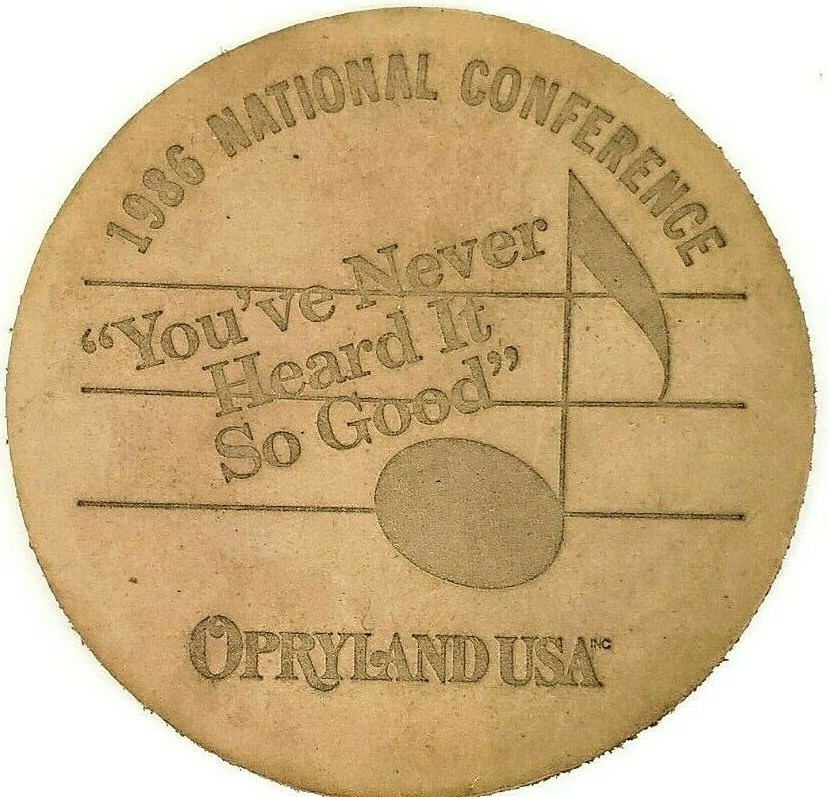 1986 NATIONAL CONFERENCE
"You've Never
Heard It
So Good"
OPRYLAND USA INC